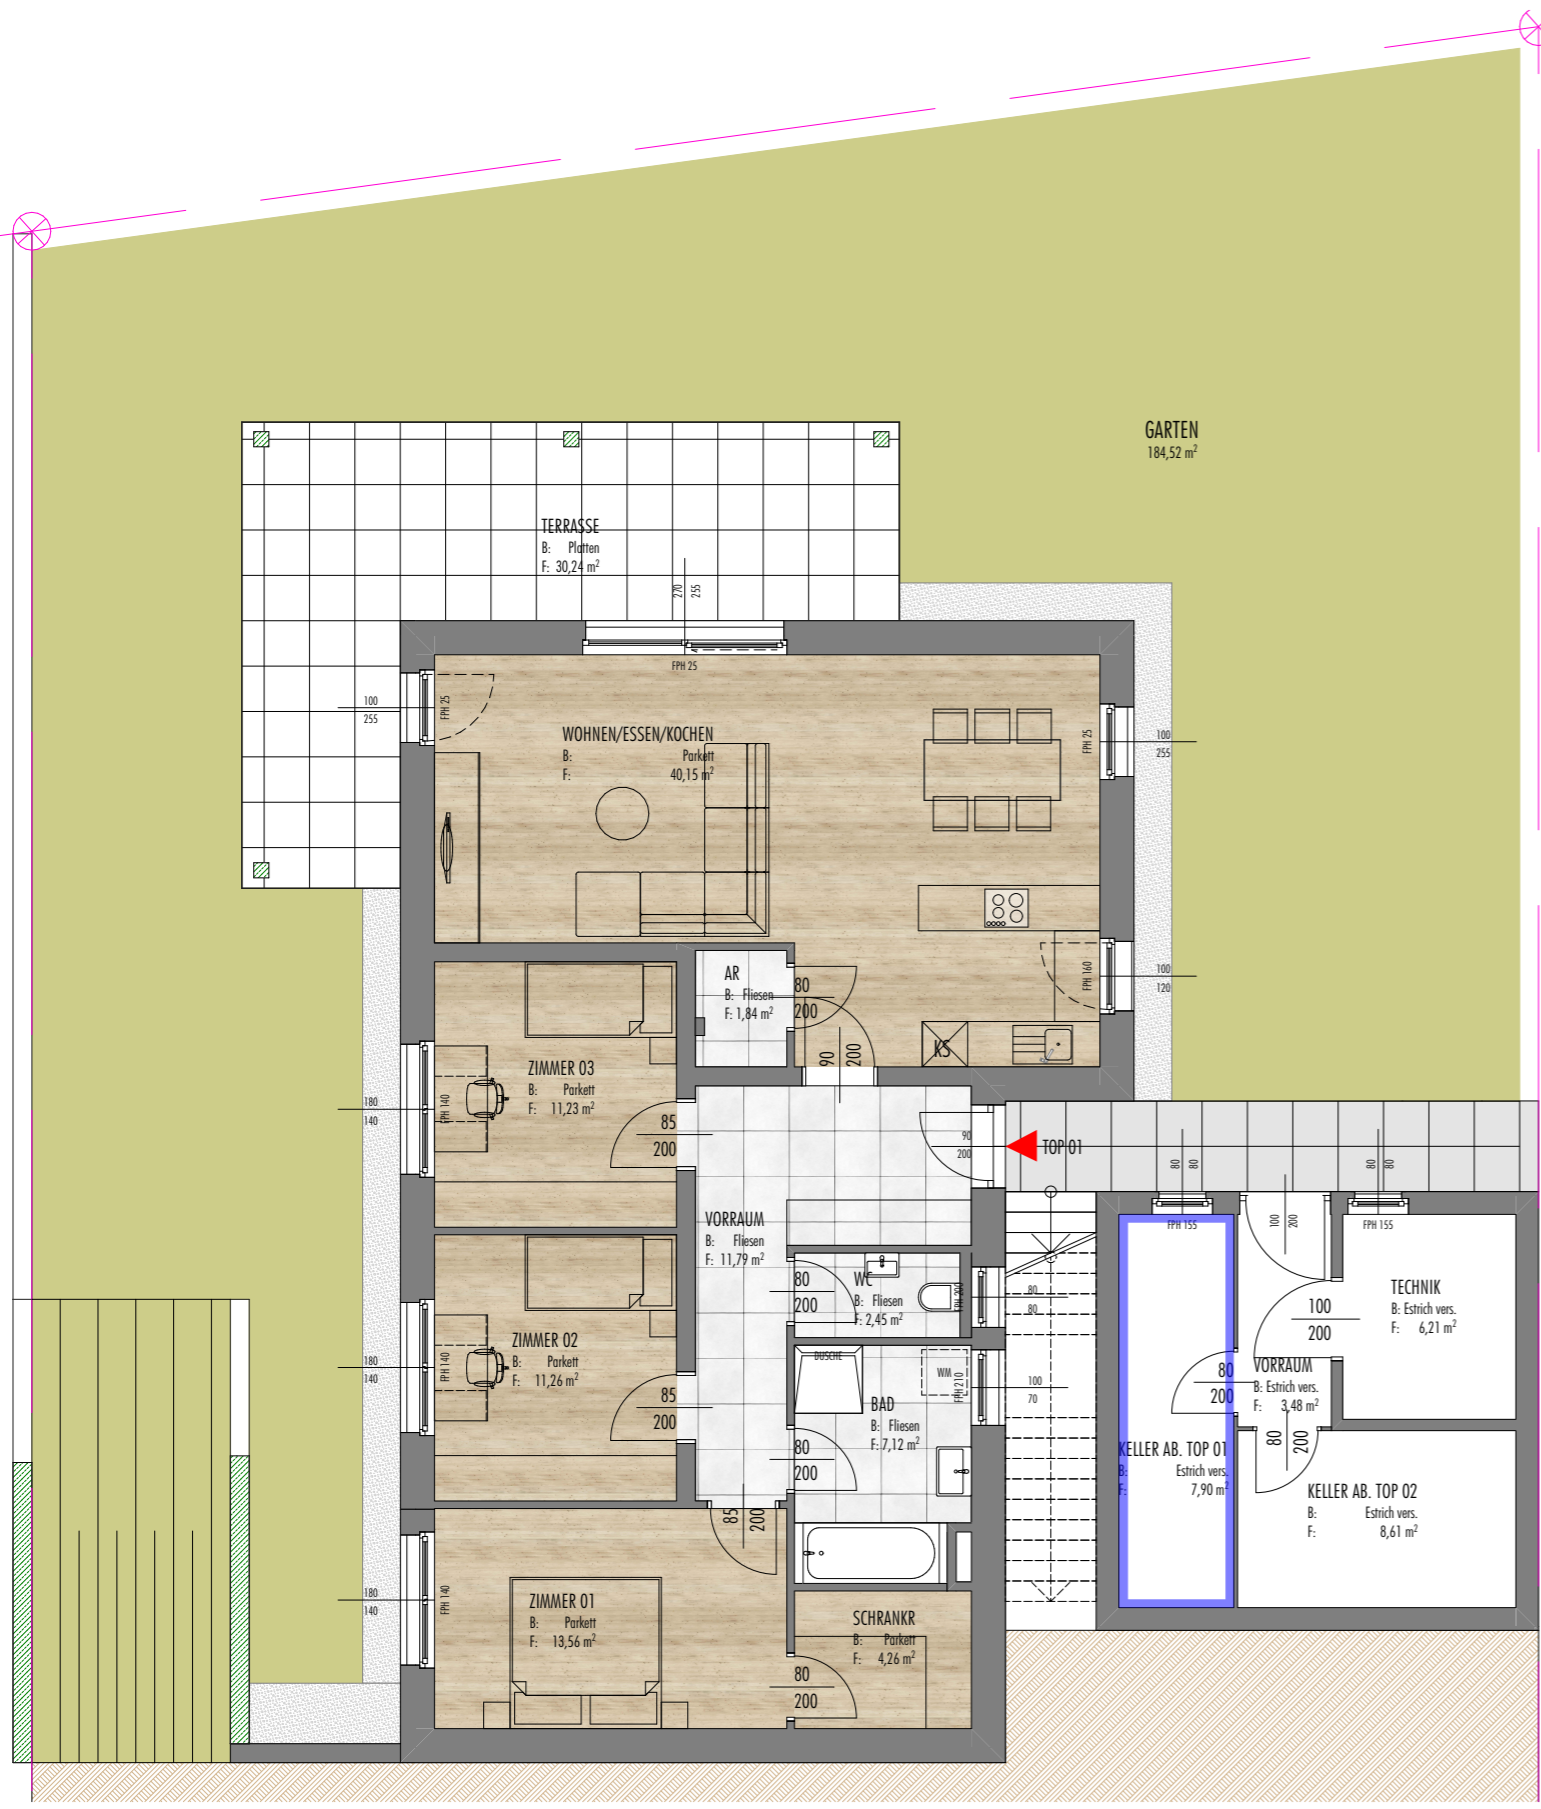 GARTEN
184,52 m²
TERRASSE
B: Platten
F: 30,24 m²
270
255
FPH 25
100
255
FPH 25
WOHNEN/ESSEN/KOCHEN
B: Parkett
F: 40,15 m²
FPH 25
100
255
AR
B: Fliesen
F: 1,84 m²
80
200
90
200
KS
FPH 160
100
120
ZIMMER 03
B: Parkett
F: 11,23 m²
180
140
FPH 140
85
200
90
200
TOP 01
80
80
80
80
VORRAUM
B: Fliesen
F: 11,79 m²
FPH 155
100
200
FPH 155
WC
B: Fliesen
F: 2,45 m²
80
200
FPH 200
80
80
TECHNIK
B: Estrich vers.
F: 6,21 m²
100
200
ZIMMER 02
B: Parkett
F: 11,26 m²
180
140
FPH 140
85
200
DUSCHE
WM
FPH 210
100
70
BAD
B: Fliesen
F: 7,12 m²
80
200
80
200
VORRAUM
B: Estrich vers.
F: 3,48 m²
80
200
KELLER AB. TOP 01
B: Estrich vers.
F: 7,90 m²
KELLER AB. TOP 02
B: Estrich vers.
F: 8,61 m²
85
200
ZIMMER 01
B: Parkett
F: 13,56 m²
180
140
FPH 140
SCHRANKR
B: Parkett
F: 4,26 m²
80
200